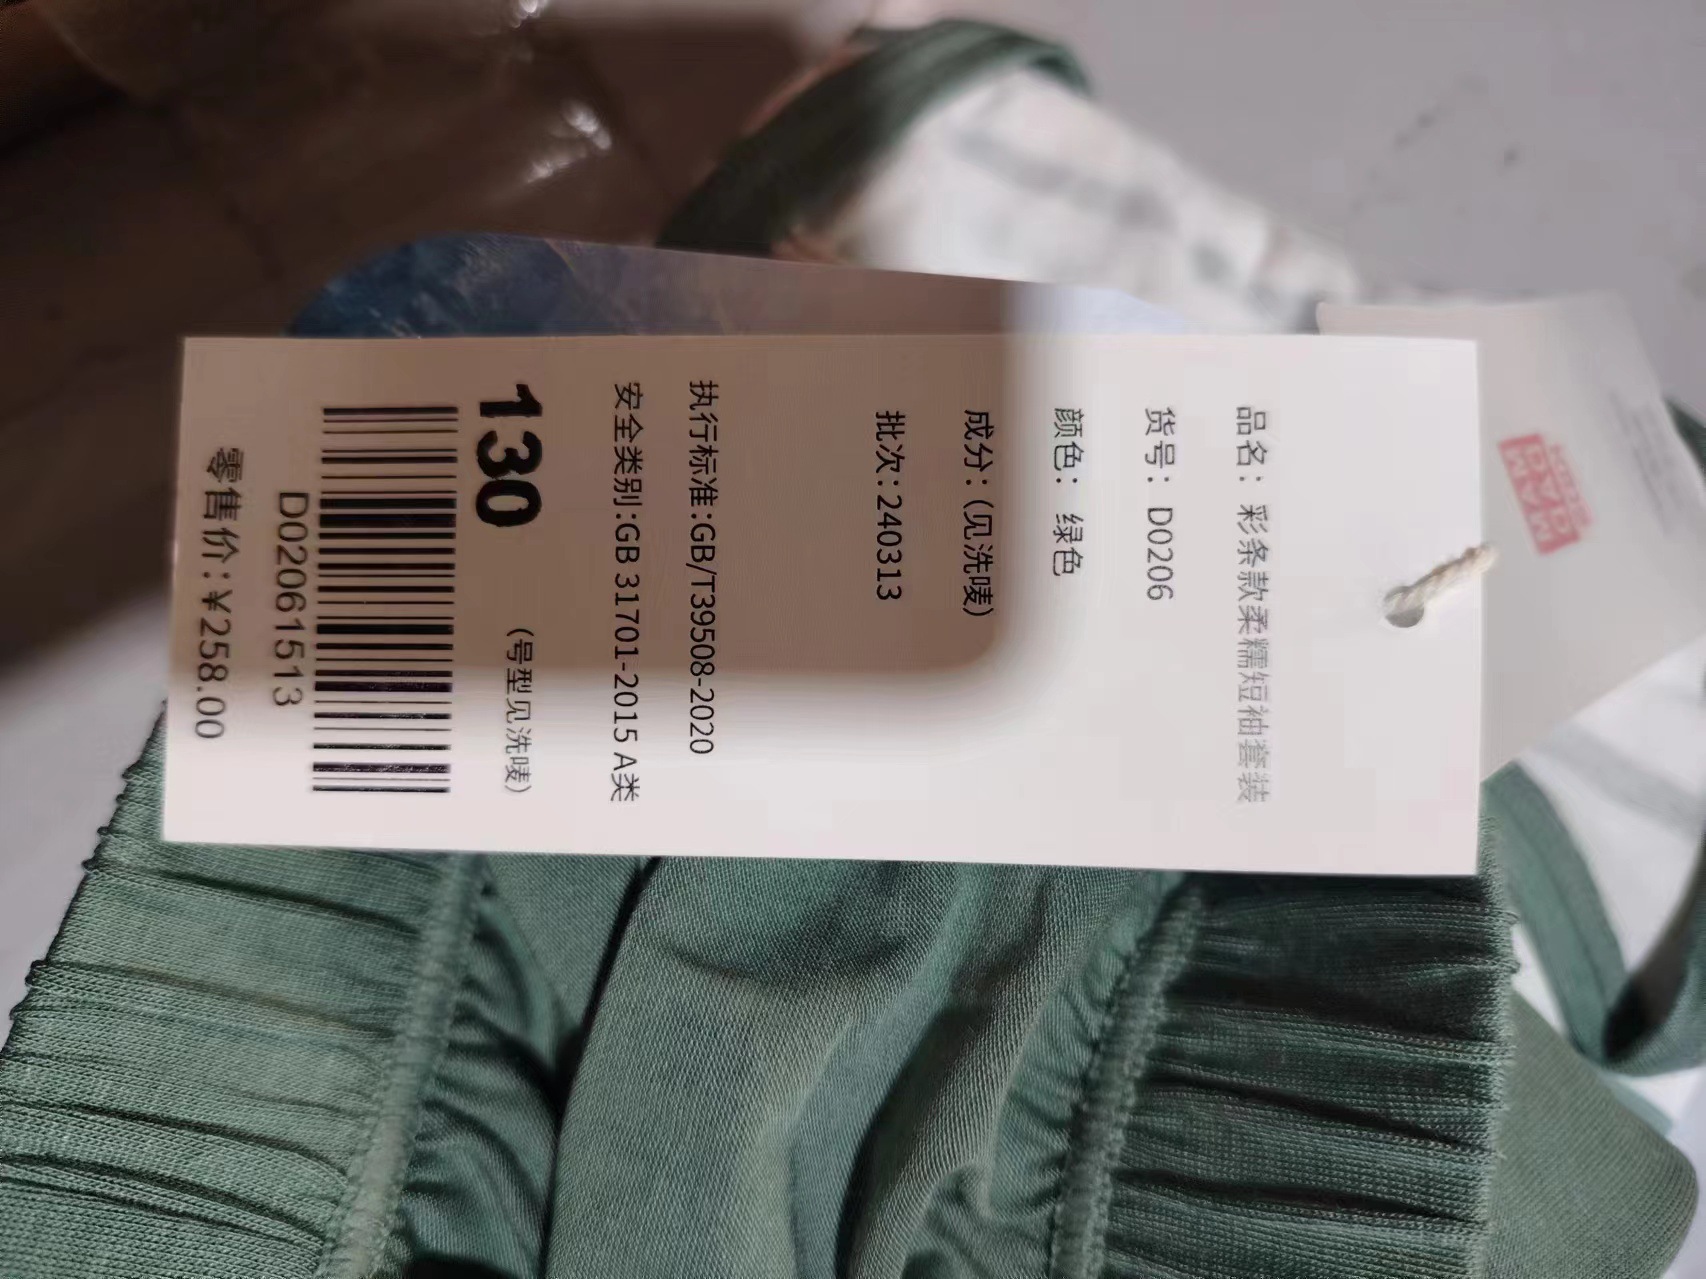 品名：彩条款柔糯短袖套装
货号：D0206
颜色：绿色
成分：(见洗唛)
批次：240313
执行标准:GB/T39508-2020
安全类别:GB 31701-2015 A类
130 (号型见洗唛)
D02061513
零售价：¥258.00